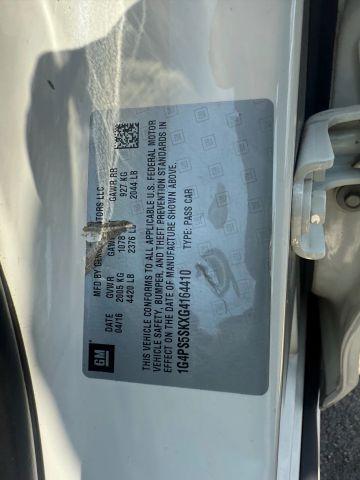 GM
MFD BY GENERAL MOTORS LLC
DATE GVWR GAWR GAWR RR
04/16 2005 KG 1078 927 KG
4420 LB 2376 LB 2044 LB
THIS VEHICLE CONFORMS TO ALL APPLICABLE U.S. FEDERAL MOTOR
VEHICLE SAFETY, BUMPER, AND THEFT PREVENTION STANDARDS IN
EFFECT ON THE DATE OF MANUFACTURE SHOWN ABOVE.
1G4PS5SKXG4164410 TYPE: PASS CAR